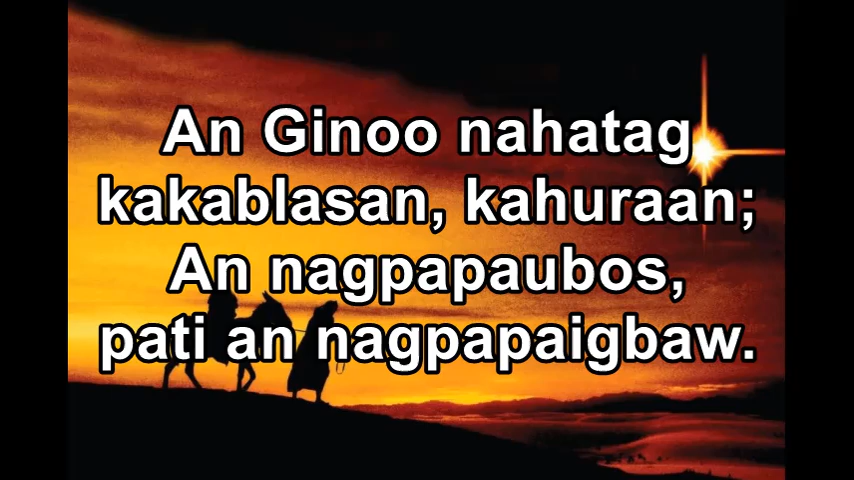 An Ginoo nahatag
kakablasan, kahuraan;
An nagpapaubos,
pati an nagpapaigbaw.